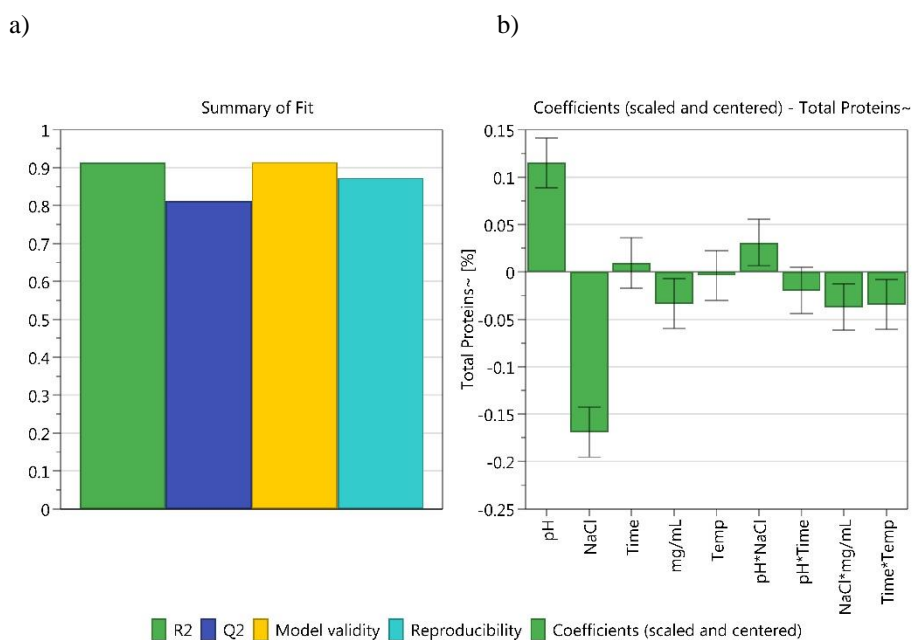 a)
b)
Summary of Fit
1
0.9
0.8
0.7
0.6
0.5
0.4
0.3
0.2
0.1
0
Coefficients (scaled and centered) - Total Proteins~
Total Proteins~ [%]
0.15
0.1
0.05
0
-0.05
-0.1
-0.15
-0.2
-0.25
pH
NaCl
Time
mg/mL
Temp
pH*NaCl
pH*Time
NaCl*mg/mL
Time*Temp
R2 Q2 Model validity Reproducibility Coefficients (scaled and centered)